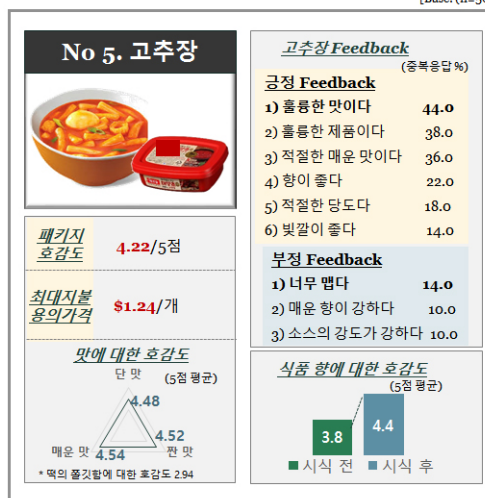 [Base: (n=50
No 5. 고추장
패키지
호감도
4.22/5점
최대지불
용의가격
$1.24/개
맛에 대한 호감도
(5점 평균)
단 맛
4.48
4.52
매운 맛 4.54 짠 맛
* 떡의 쫄깃함에 대한 호감도 2.94
고추장 Feedback
(중복응답 %)
긍정 Feedback
1) 훌륭한 맛이다 44.0
2) 훌륭한 제품이다 38.0
3) 적절한 매운 맛이다 36.0
4) 향이 좋다 22.0
5) 적절한 당도다 18.0
6) 빛깔이 좋다 14.0
부정 Feedback
1) 너무 맵다 14.0
2) 매운 향이 강하다 10.0
3) 소스의 강도가 강하다 10.0
식품 향에 대한 호감도
(5점 평균)
3.8
4.4
시식 전 시식 후